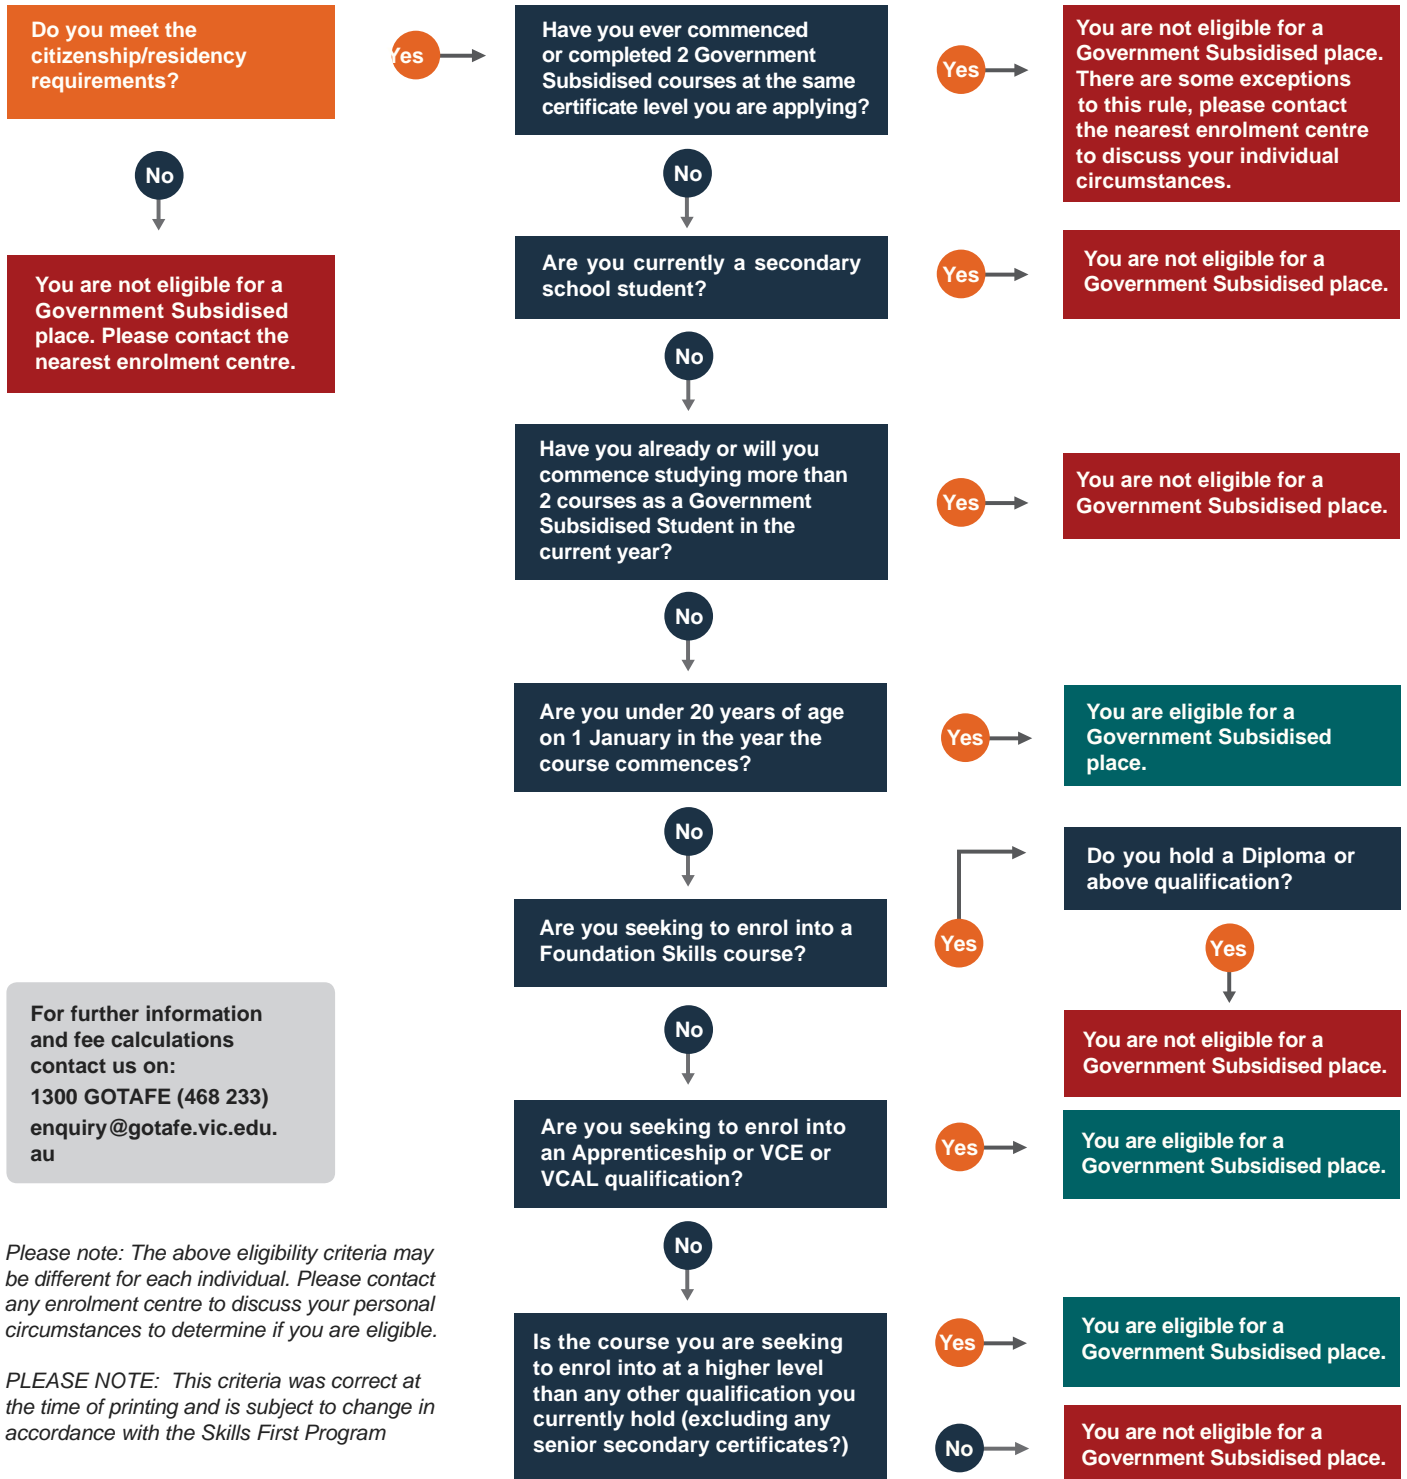 Do you meet the
citizenship/residency
requirements?
Yes
Have you ever commenced
or completed 2 Government
Subsidised courses at the same
certificate level you are applying?
Yes
You are not eligible for a
Government Subsidised place.
There are some exceptions
to this rule, please contact
the nearest enrolment centre
to discuss your individual
circumstances.
No
You are not eligible for a
Government Subsidised
place. Please contact the
nearest enrolment centre.
No
Are you currently a secondary
school student?
Yes
You are not eligible for a
Government Subsidised place.
No
Have you already or will you
commence studying more than
2 courses as a Government
Subsidised Student in the
current year?
Yes
You are not eligible for a
Government Subsidised place.
No
Are you under 20 years of age
on 1 January in the year the
course commences?
Yes
You are eligible for a
Government Subsidised
place.
No
Are you seeking to enrol into a
Foundation Skills course?
Yes
Do you hold a Diploma or
above qualification?
Yes
You are not eligible for a
Government Subsidised place.
No
Are you seeking to enrol into
an Apprenticeship or VCE or
VCAL qualification?
Yes
You are eligible for a
Government Subsidised place.
No
Is the course you are seeking
to enrol into at a higher level
than any other qualification you
currently hold (excluding any
senior secondary certificates?)
Yes
You are eligible for a
Government Subsidised place.
No
You are not eligible for a
Government Subsidised place.
For further information
and fee calculations
contact us on:
1300 GOTAFE (468 233)
enquiry@gotafe.vic.edu.
au
Please note: The above eligibility criteria may
be different for each individual. Please contact
any enrolment centre to discuss your personal
circumstances to determine if you are eligible.
PLEASE NOTE: This criteria was correct at
the time of printing and is subject to change in
accordance with the Skills First Program